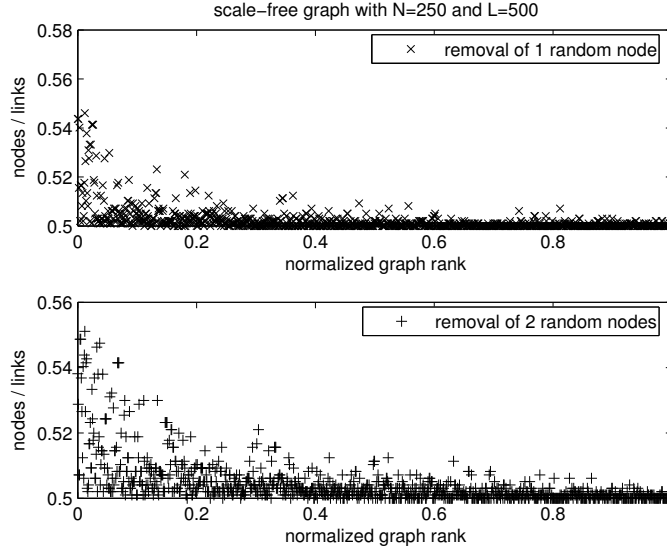 scale−free graph with N=250 and L=500
0.58
0.56
0.54
0.52
0.5
nodes / links
× removal of 1 random node
0 0.2 0.4 0.6 0.8
normalized graph rank
0.56
0.54
0.52
0.5
nodes / links
+ removal of 2 random nodes
0 0.2 0.4 0.6 0.8
normalized graph rank